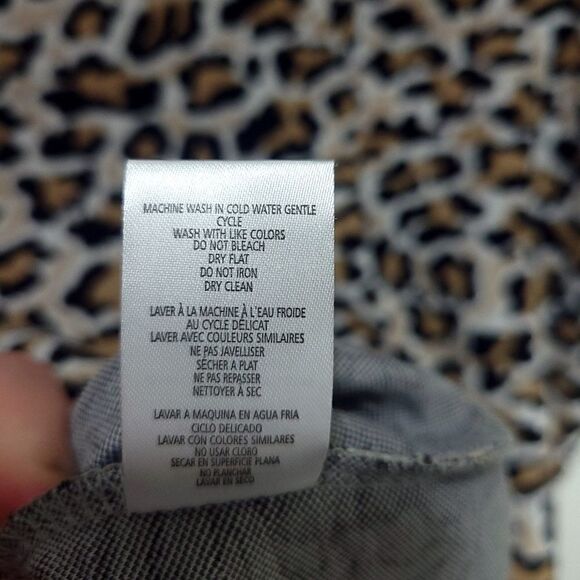 MACHINE WASH IN COLD WATER GENTLE
CYCLE
WASH WITH LIKE COLORS
DO NOT BLEACH
DRY FLAT
DO NOT IRON
DRY CLEAN
LAVER À LA MACHINE À L'EAU FROIDE
AU CYCLE DÉLICAT
LAVER AVEC COULEURS SIMILAIRES
NE PAS JAVELLISER
SÉCHER A PLAT
NE PAS REPASSER
NETTOYER À SEC
LAVAR A MAQUINA EN AGUA FRIA
CICLO DELICADO
LAVAR CON COLORES SIMILARES
NO USAR CLORO
SECAR EN SUPERFICIE PLANA
NO PLANCHAR
LAVAR EN SECO